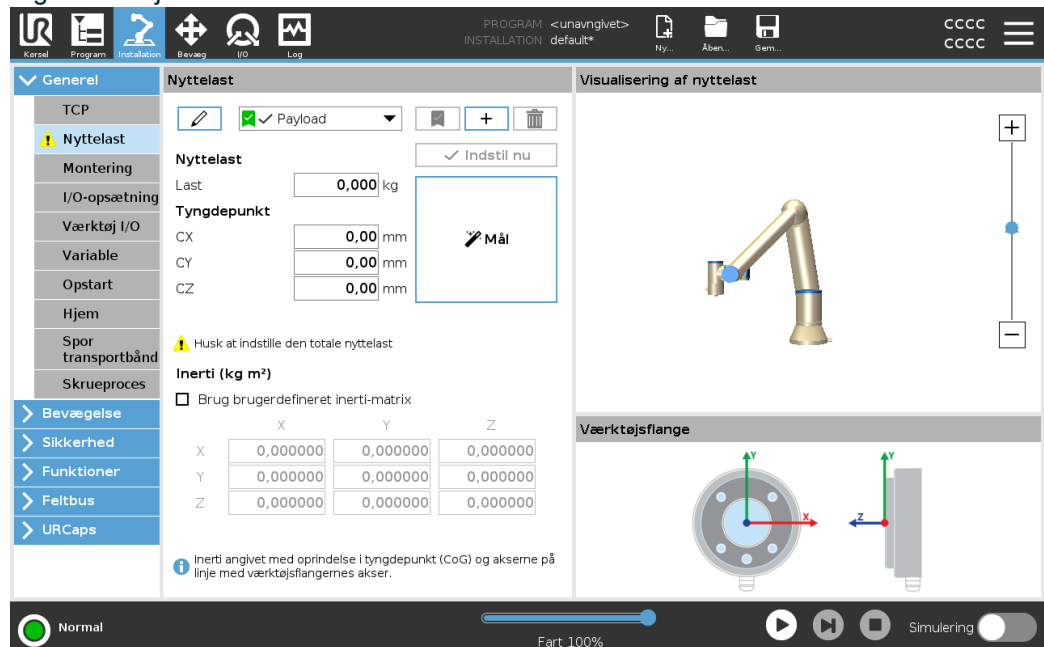 UR
Kørsel Program Installation Bevæg I/O Log
PROGRAM <unavngivet>
INSTALLATION default*
Ny... Åben... Gem...
CCCC
CCCC
Generel
TCP
Nyttelast
Montering
I/O-opsætning
Værktøj I/O
Variable
Opstart
Hjem
Spor
transportbånd
Skrueproces
Bevægelse
Sikkerhed
Funktioner
Feltbus
URCaps
Nyttelast
Payload
+
Indstil nu
Nyttelast
Last 0,000 kg
Tyngdepunkt
CX 0,00 mm
CY 0,00 mm
CZ 0,00 mm
Mål
Husk at indstille den totale nyttelast
Inerti (kg m²)
Brug brugerdefineret inerti-matrix
X Y Z
X 0,000000 0,000000 0,000000
Y 0,000000 0,000000 0,000000
Z 0,000000 0,000000 0,000000
Inerti angivet med oprindelse i tyngdepunkt (CoG) og akserne på
linje med værktøjsflangernes akser.
Visualisering af nyttelast
+
−
Værktøjsflange
Y
X
Y
Z
Normal
Fart 100%
Simulering